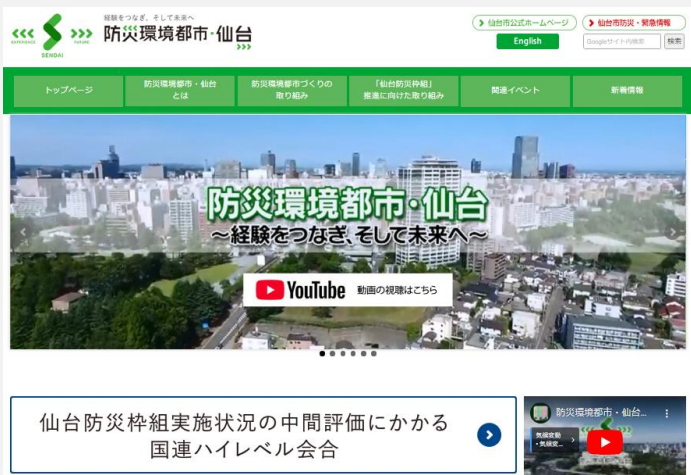 経験をつなぎ、そして未来へ
防災環境都市・仙台
SENDAI
仙台市公式ホームページ
仙台市防災・緊急情報
English
Googleサイト内検索
検索
トップページ
防災環境都市・仙台
とは
防災環境都市づくりの
取り組み
「仙台防災枠組」
推進に向けた取り組み
関連イベント
新着情報
防災環境都市・仙台
~経験をつなぎ、そして未来へ~
YouTube 動画の視聴はこちら
仙台防災枠組実施状況の中間評価にかかる
国連ハイレベル会合
防災環境都市・仙台...
気候変動
・気候変...